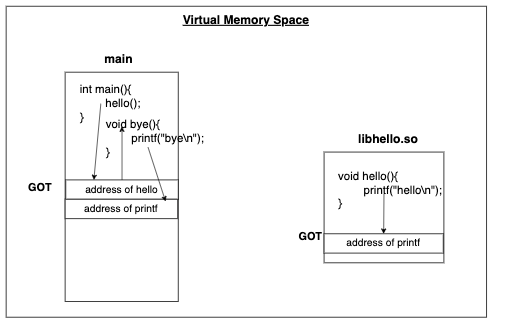 Virtual Memory Space
main
int main(){
hello();
}
void bye(){
printf("bye\n");
}
GOT
address of hello
address of printf
libhello.so
void hello(){
printf("hello\n");
}
GOT
address of printf